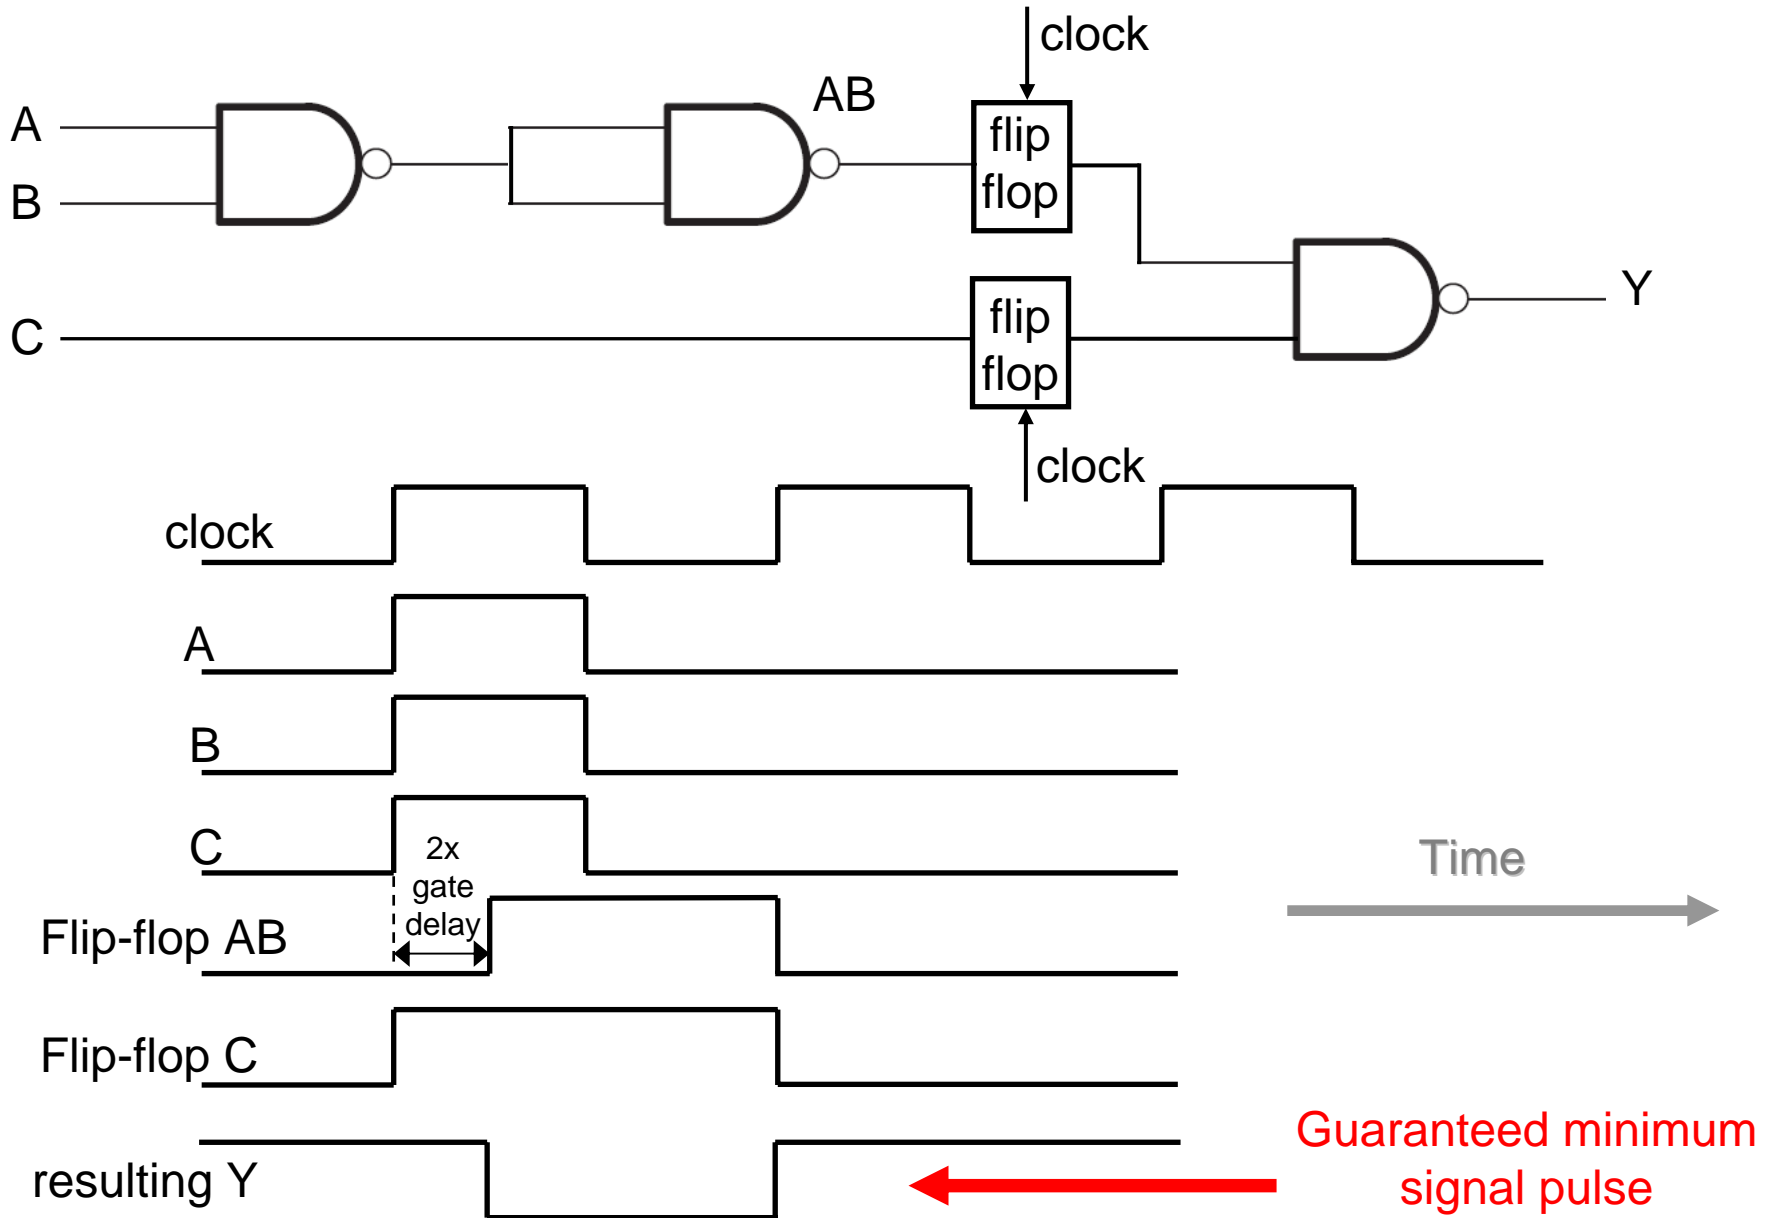 clock
A
AB
flip
flop
B
Y
C
flip
flop
clock
clock
A
B
C
2x
gate
delay
Time
Flip-flop AB
Flip-flop C
resulting Y
Guaranteed minimum
signal pulse